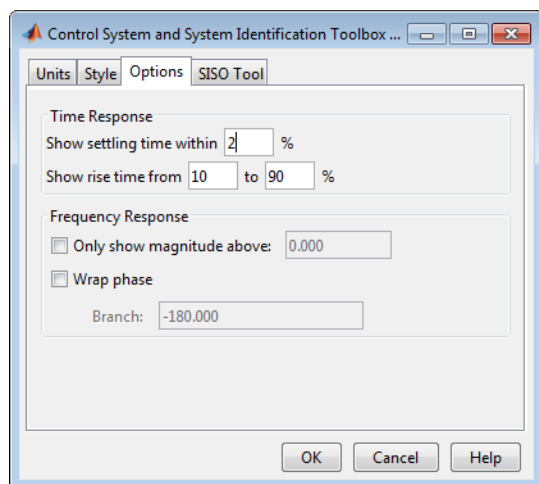 Control System and System Identification Toolbox ...
Units Style Options SISO Tool
Time Response
Show settling time within 2 %
Show rise time from 10 to 90 %
Frequency Response
Only show magnitude above: 0.000
Wrap phase
Branch: -180.000
OK Cancel Help